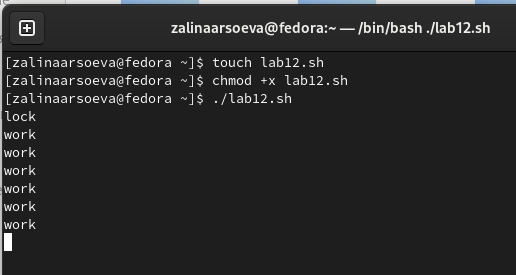 zalinaarsoeva@fedora:~ — /bin/bash ./lab12.sh
[zalinaarsoeva@fedora ~]$ touch lab12.sh
[zalinaarsoeva@fedora ~]$ chmod +x lab12.sh
[zalinaarsoeva@fedora ~]$ ./lab12.sh
lock
work
work
work
work
work
work